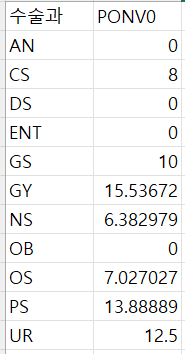 수술과 PONV0
AN 0
CS 8
DS 0
ENT 0
GS 10
GY 15.53672
NS 6.382979
OB 0
OS 7.027027
PS 13.88889
UR 12.5